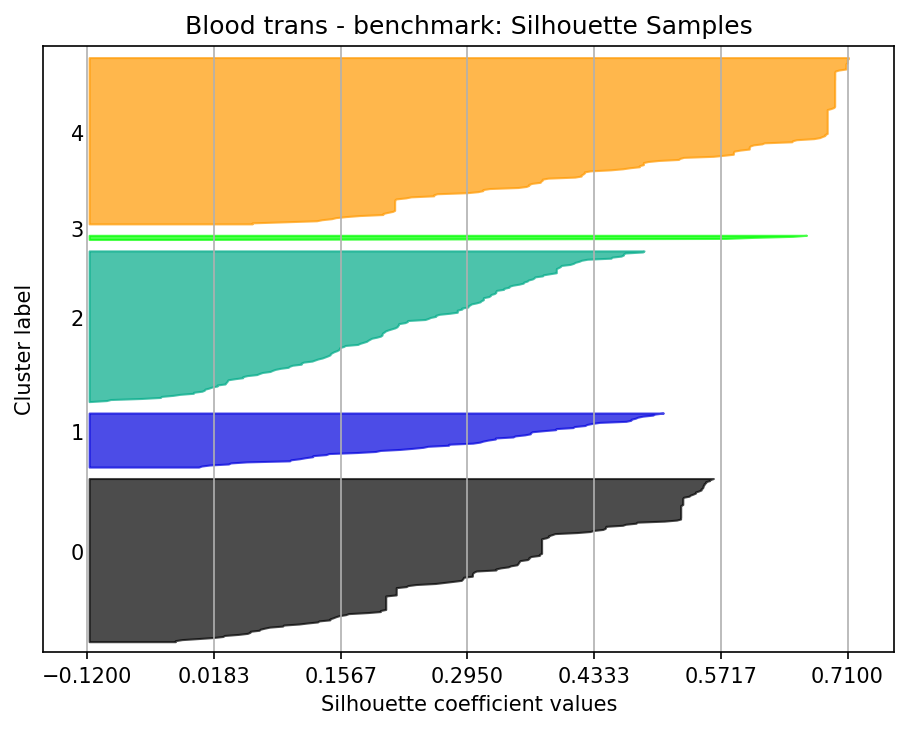 Blood trans - benchmark: Silhouette Samples
4
3
2
1
0
Cluster label
−0.1200 0.0183 0.1567 0.2950 0.4333 0.5717 0.7100
Silhouette coefficient values